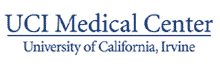 UCI Medical Center
University of California, Irvine